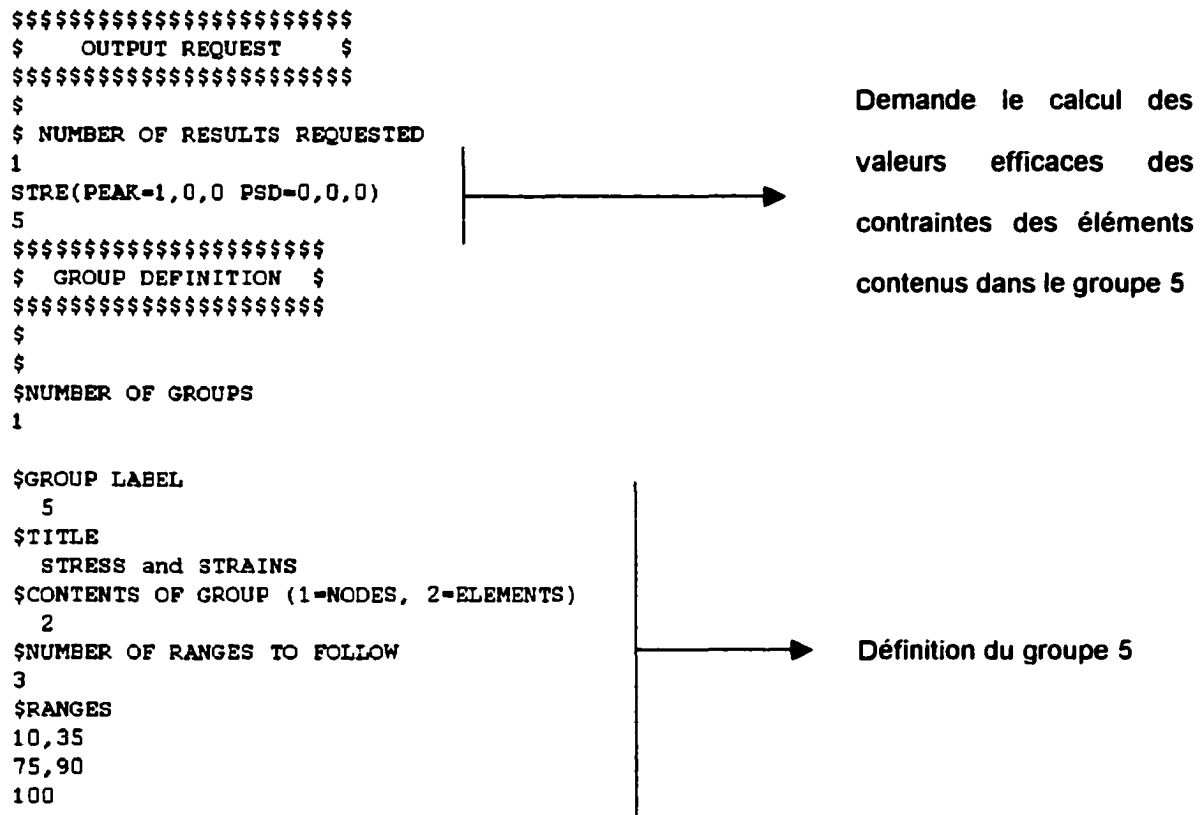 $$$$$$$$$$$$$$$$$$$$$$$$
$ OUTPUT REQUEST $
$$$$$$$$$$$$$$$$$$$$$$$$
$
$ NUMBER OF RESULTS REQUESTED
1
STRE(PEAK=1,0,0 PSD=0,0,0)
5
$$$$$$$$$$$$$$$$$$$$$$
$ GROUP DEFINITION $
$$$$$$$$$$$$$$$$$$$$$$
$
$
$NUMBER OF GROUPS
1
Demande le calcul des
valeurs efficaces des
contraintes des éléments
contenus dans le groupe 5
$GROUP LABEL
5
$TITLE
STRESS and STRAINS
$CONTENTS OF GROUP (1=NODES, 2=ELEMENTS)
2
$NUMBER OF RANGES TO FOLLOW
3
$RANGES
10,35
75,90
100
Définition du groupe 5